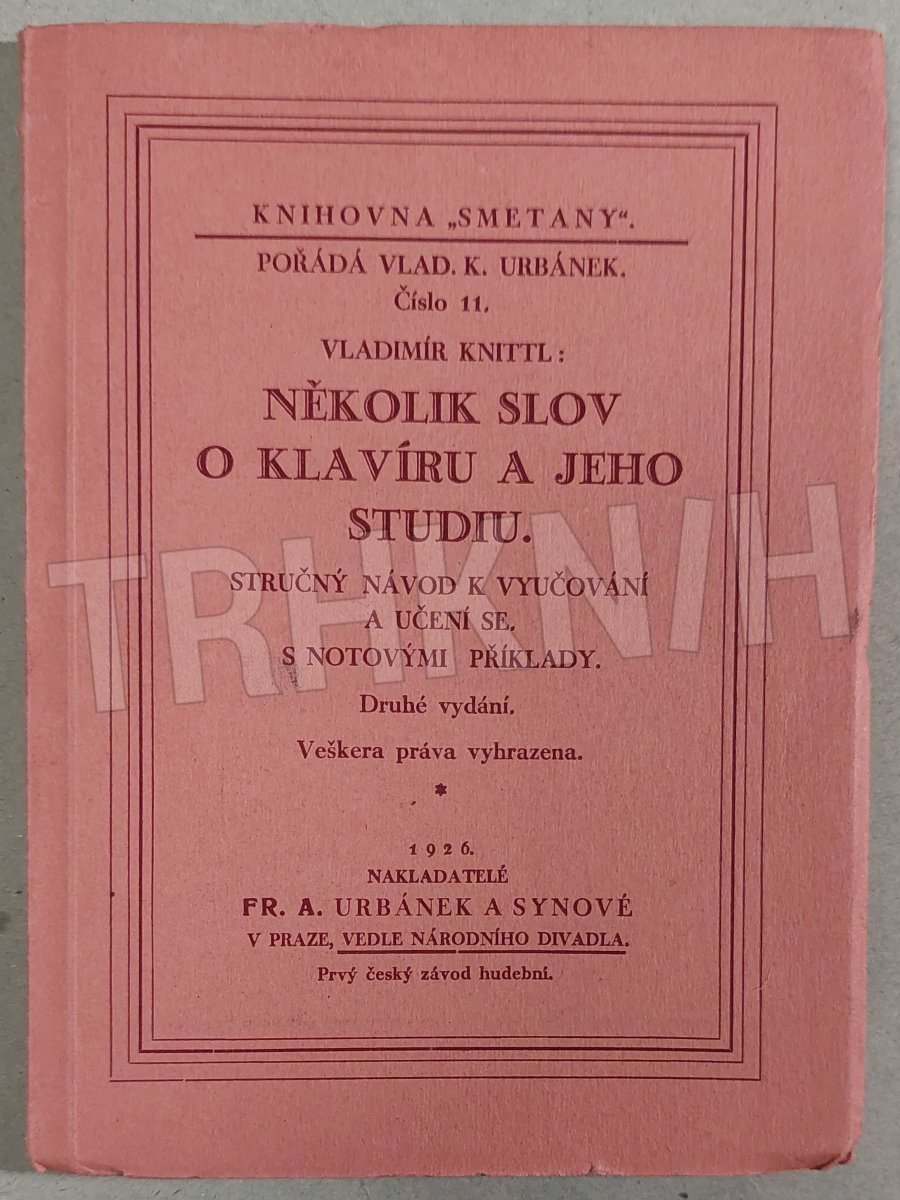 KNIHOVNA „SMETANY“.
POŘÁDÁ VLAD. K. URBÁNEK.
Číslo 11.
VLADIMÍR KNITTL:
NĚKOLIK SLOV
O KLAVÍRU A JEHO
STUDIU.
TRHKNIH
STRUČNÝ NÁVOD K VYUČOVÁNÍ
A UČENÍ SE.
S NOTOVÝMI PŘÍKLADY.
Druhé vydání.
Veškera práva vyhrazena.
*
1926.
NAKLADATELÉ
FR. A. URBÁNEK A SYNOVÉ
V PRAZE, VEDLE NÁRODNÍHO DIVADLA.
Prvý český závod hudební.